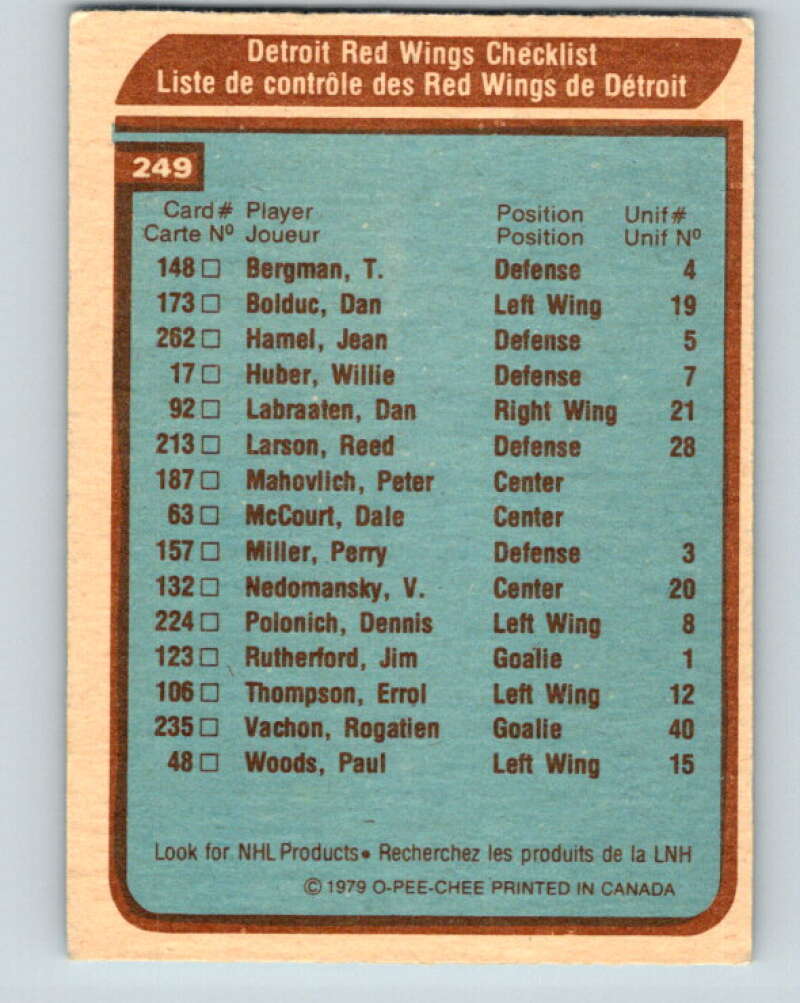 Detroit Red Wings Checklist
Liste de contrôle des Red Wings de Détroit
249
Card # Player Position Unif #
Carte Nº Joueur Position Unif Nº
148 □ Bergman, T. Defense 4
173 □ Bolduc, Dan Left Wing 19
262 □ Hamel, Jean Defense 5
17 □ Huber, Willie Defense 7
92 □ Labraaten, Dan Right Wing 21
213 □ Larson, Reed Defense 28
187 □ Mahovlich, Peter Center
63 □ McCourt, Dale Center
157 □ Miller, Perry Defense 3
132 □ Nedomansky, V. Center 20
224 □ Polonich, Dennis Left Wing 8
123 □ Rutherford, Jim Goalie 1
106 □ Thompson, Errol Left Wing 12
235 □ Vachon, Rogatien Goalie 40
48 □ Woods, Paul Left Wing 15
Look for NHL Products • Recherchez les produits de la LNH
© 1979 O-PEE-CHEE PRINTED IN CANADA